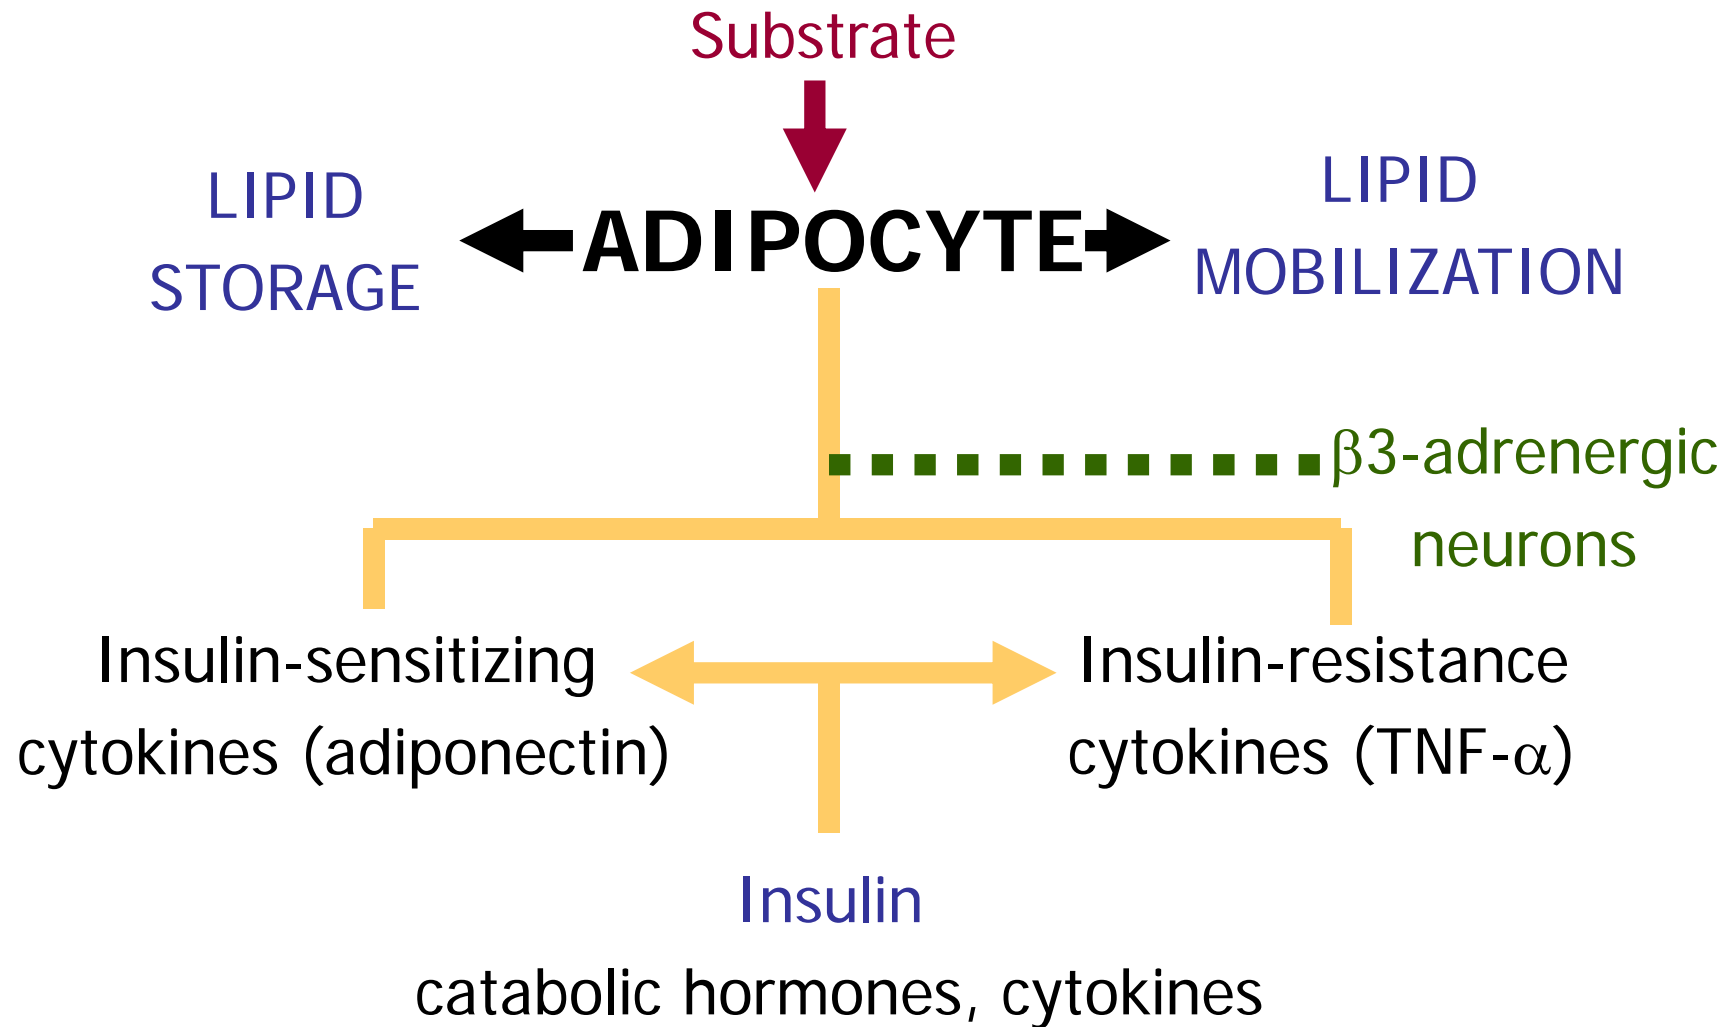 Substrate
LIPID
STORAGE
ADIPOCYTE
LIPID
MOBILIZATION
β3-adrenergic
neurons
Insulin-sensitizing
cytokines (adiponectin)
Insulin-resistance
cytokines (TNF-α)
Insulin
catabolic hormones, cytokines